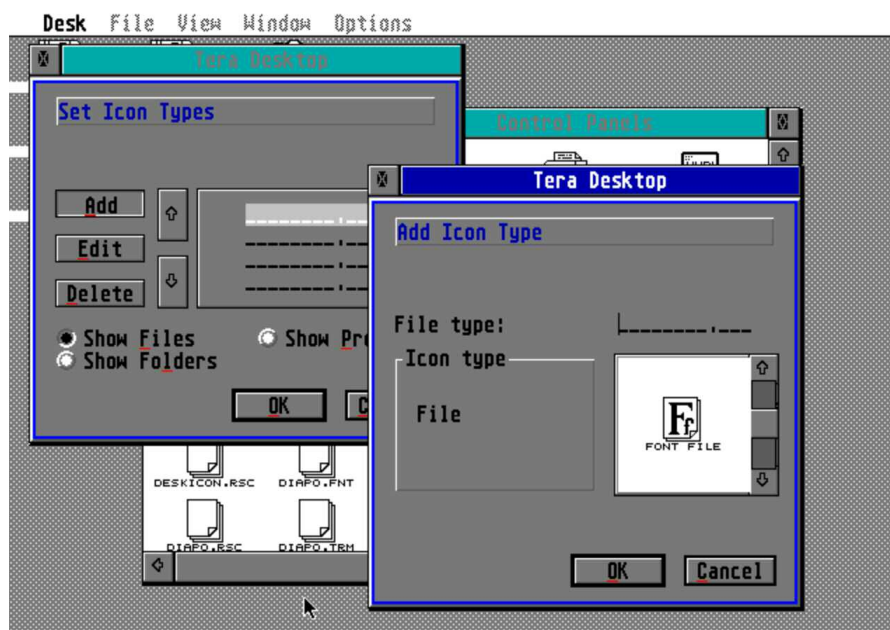 Desk File View Window Options
Tera Desktop
Set Icon Types
Add
Edit
Delete
Show Files
Show Folders
OK
Control Panels
Tera Desktop
Add Icon Type
File type:
Icon type
File
FONT FILE
OK Cancel
DESKICON.RSC DIAPO.FNT
DIAPO.RSC DIAPO.TRM